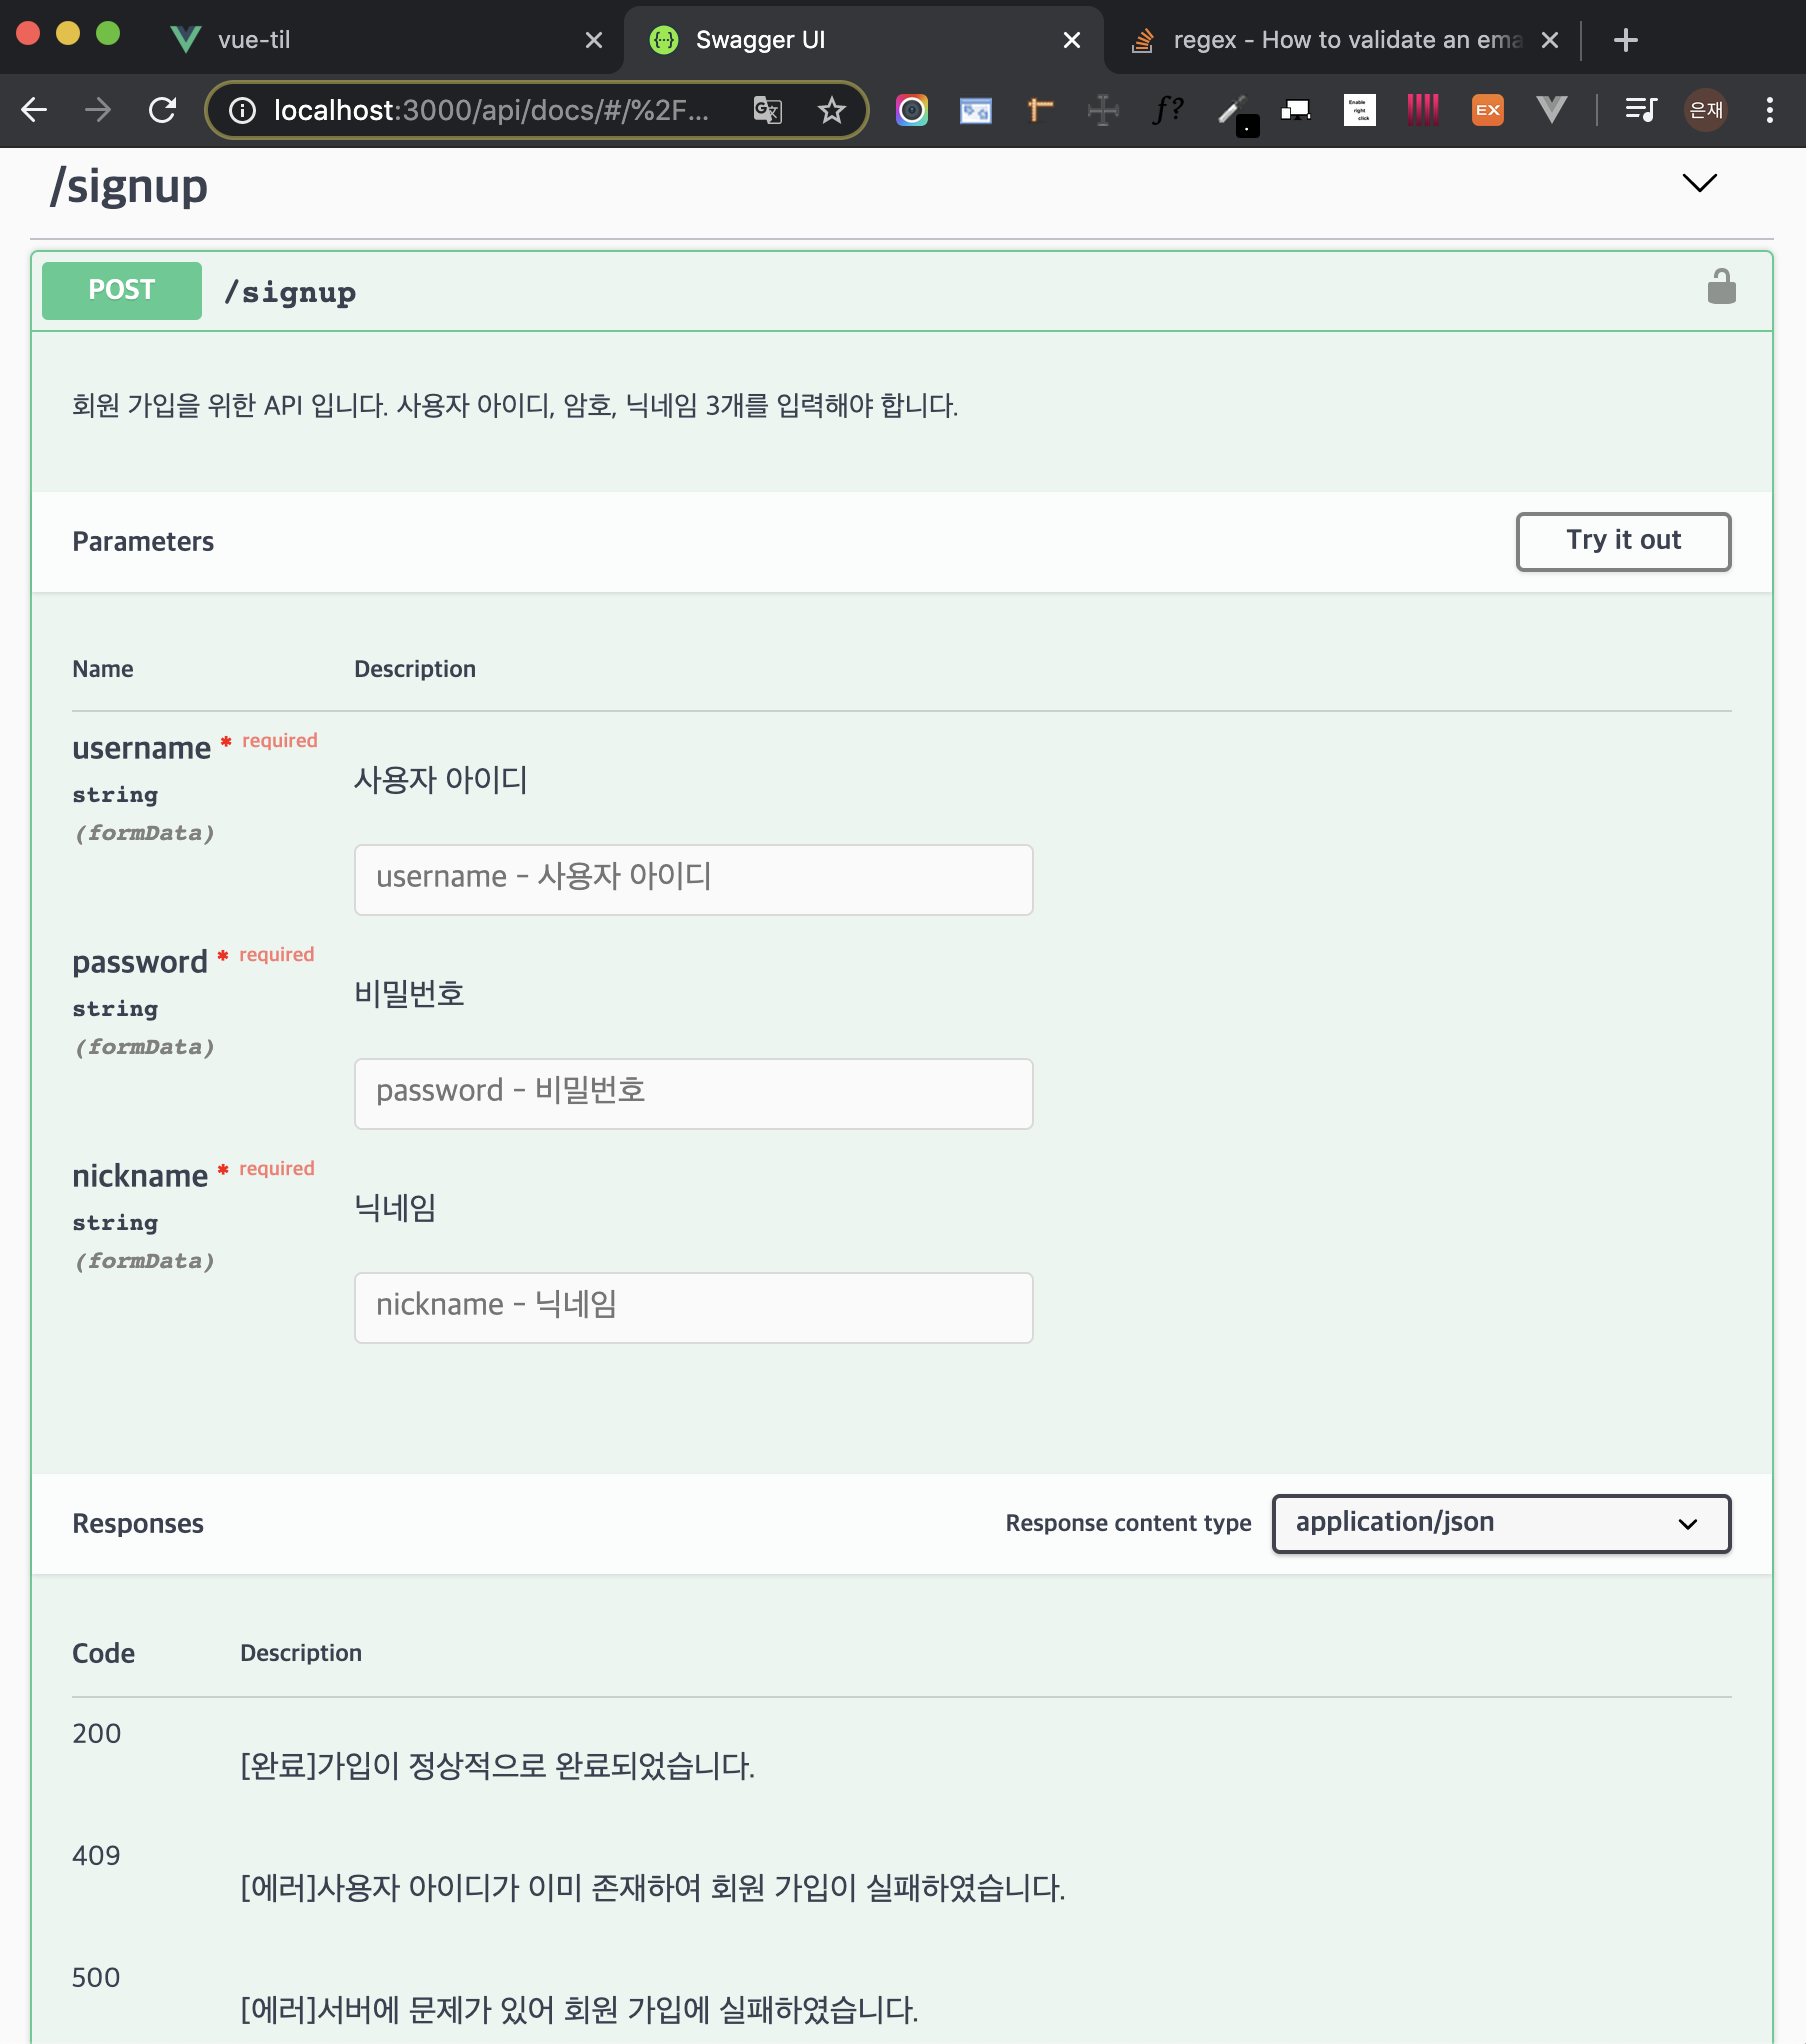 vue-til
Swagger UI
regex - How to validate an ema
localhost:3000/api/docs/#/%2F...
f?
EX
은재
/signup
POST /signup
회원 가입을 위한 API 입니다. 사용자 아이디, 암호, 닉네임 3개를 입력해야 합니다.
Parameters
Try it out
Name Description
username * required
string
(formData)
사용자 아이디
username - 사용자 아이디
password * required
string
(formData)
비밀번호
password - 비밀번호
nickname * required
string
(formData)
닉네임
nickname - 닉네임
Responses
Response content type
application/json
Code Description
200
[완료]가입이 정상적으로 완료되었습니다.
409
[에러]사용자 아이디가 이미 존재하여 회원 가입이 실패하였습니다.
500
[에러]서버에 문제가 있어 회원 가입에 실패하였습니다.